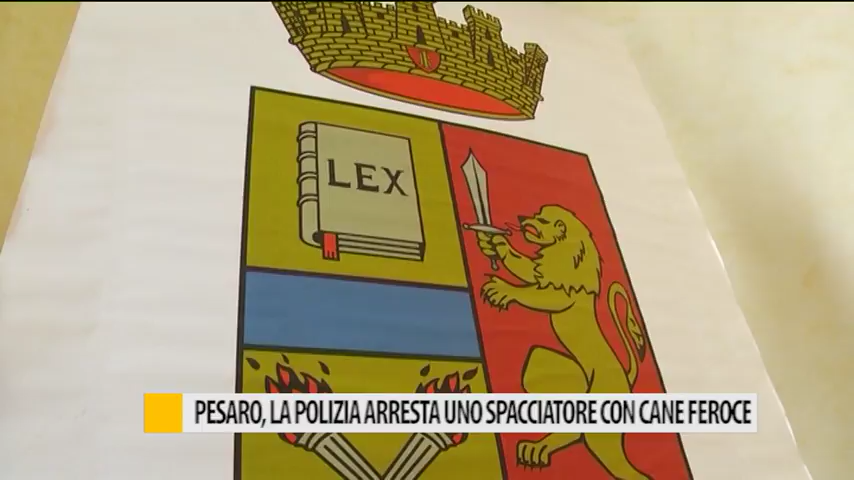 LEX
PESARO, LA POLIZIA ARRESTA UNO SPACCIATORE CON CANE FEROCE